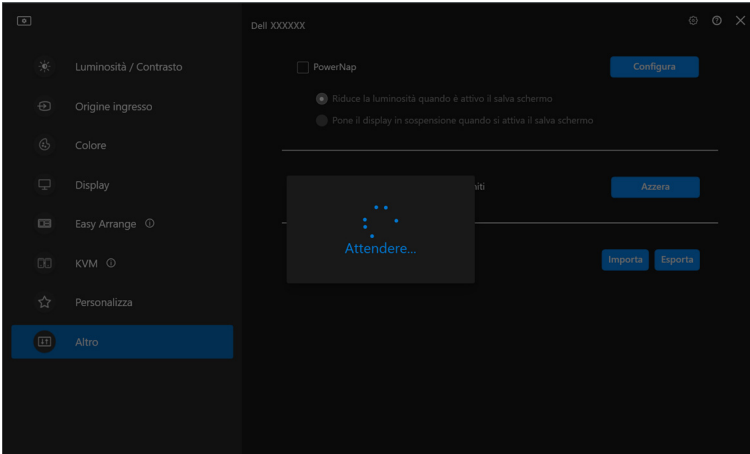 Dell XXXXXX
Luminosità / Contrasto
Origine ingresso
Colore
Display
Easy Arrange
KVM
Personalizza
Altro
PowerNap
Configura
Riduce la luminosità quando è attivo il salva schermo
Pone il display in sospensione quando si attiva il salva schermo
Azzera
Attendere...
Importa Esporta